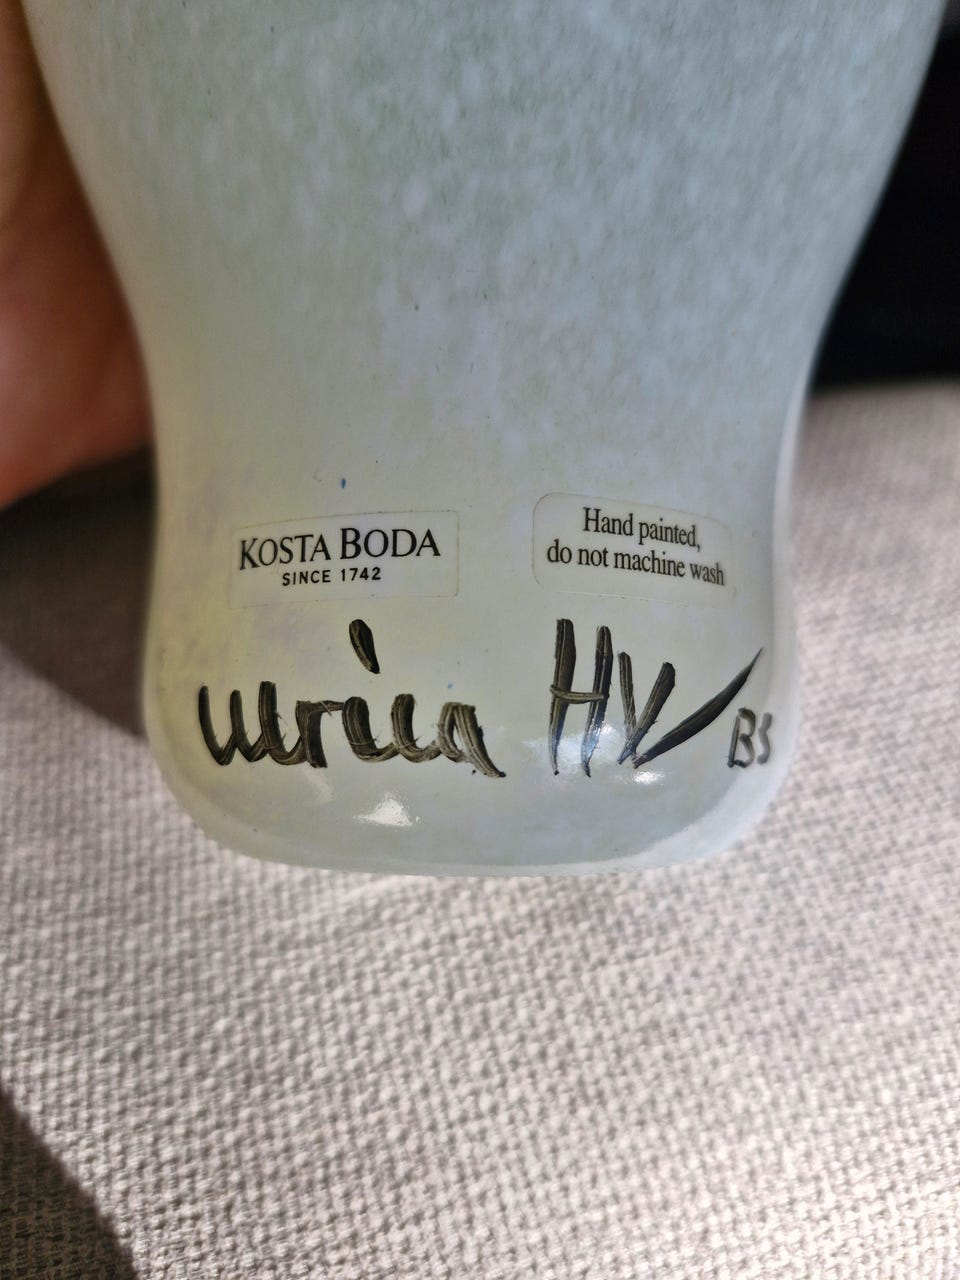 KOSTA BODA
SINCE 1742
Hand painted,
do not machine wash
ulrica HV BS